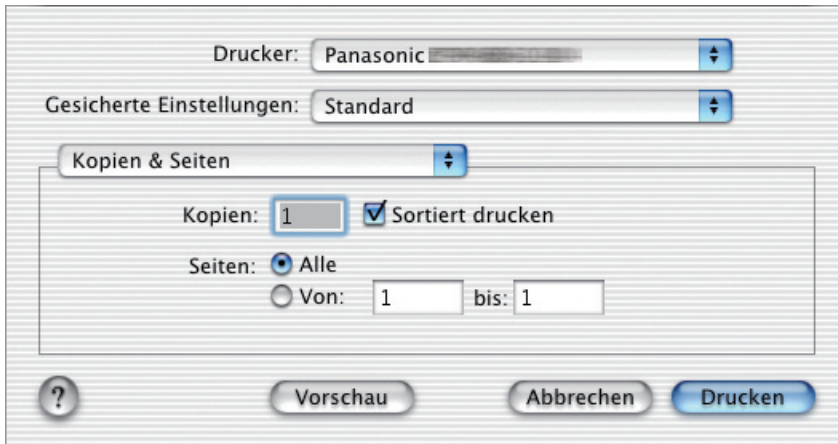 Drucker: Panasonic
Gesicherte Einstellungen: Standard
Kopien & Seiten
Kopien: 1 Sortiert drucken
Seiten: Alle
Von: 1 bis: 1
? Vorschau Abbrechen Drucken